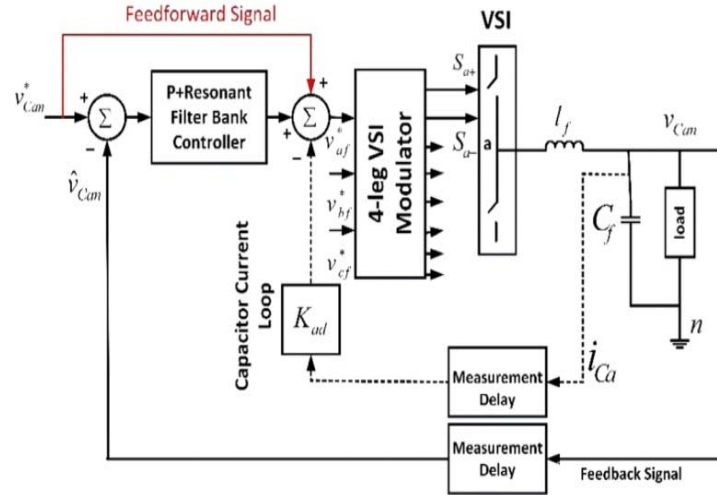 Feedforward Signal
VSI
v*Can
+
−
Σ
P+Resonant
Filter Bank
Controller
+
+
−
Σ
v*af
v*bf
v*cf
4-leg VSI
Modulator
Sa+
Sa−
a
lf
vCan
Cf
load
n
v̂Can
Capacitor Current
Loop
Kad
iCa
Measurement
Delay
Measurement
Delay
Feedback Signal